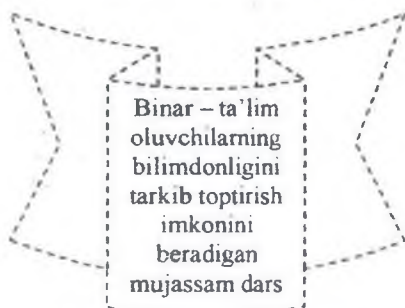 Binar – ta'lim
oluvchilarning
bilimdonligini
tarkib toptirish
imkonini
beradigan
mujassam dars